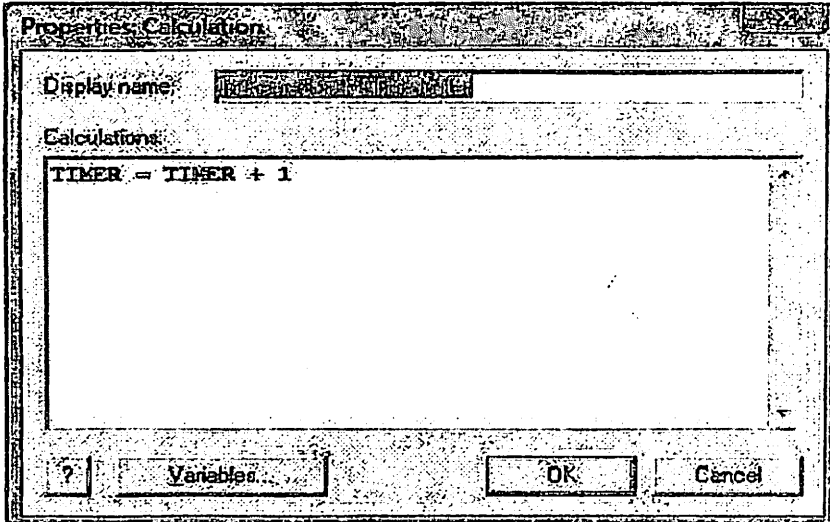 Properties: Calculation
Display name:
Calculations:
TIMER = TIMER + 1
?
Variables...
OK
Cancel